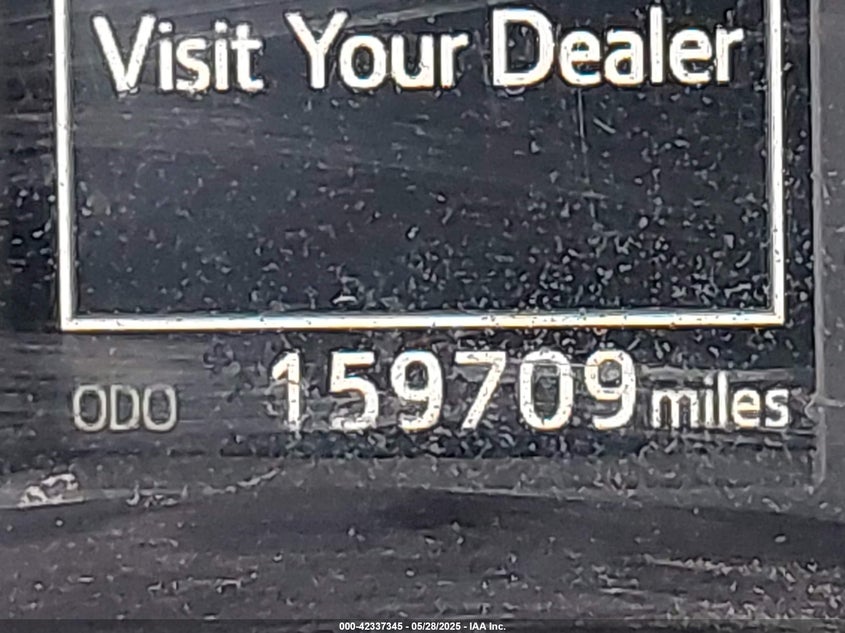 Visit Your Dealer
ODO 159709 miles
000-42337345 - 05/28/2025 - IAA Inc.